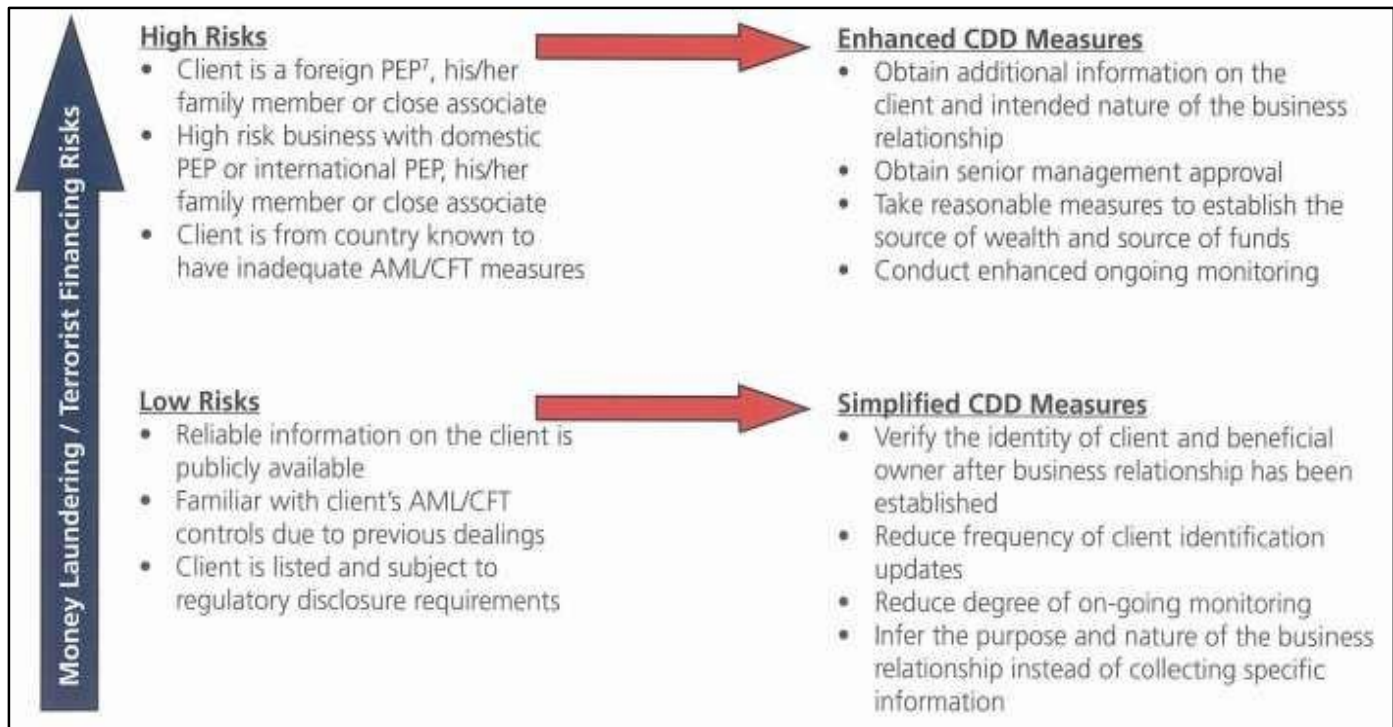 Money Laundering / Terrorist Financing Risks
High Risks
• Client is a foreign PEP⁷, his/her
family member or close associate
• High risk business with domestic
PEP or international PEP, his/her
family member or close associate
• Client is from country known to
have inadequate AML/CFT measures
Enhanced CDD Measures
• Obtain additional information on the
client and intended nature of the business
relationship
• Obtain senior management approval
• Take reasonable measures to establish the
source of wealth and source of funds
• Conduct enhanced ongoing monitoring
Low Risks
• Reliable information on the client is
publicly available
• Familiar with client's AML/CFT
controls due to previous dealings
• Client is listed and subject to
regulatory disclosure requirements
Simplified CDD Measures
• Verify the identity of client and beneficial
owner after business relationship has been
established
• Reduce frequency of client identification
updates
• Reduce degree of on-going monitoring
• Infer the purpose and nature of the business
relationship instead of collecting specific
information